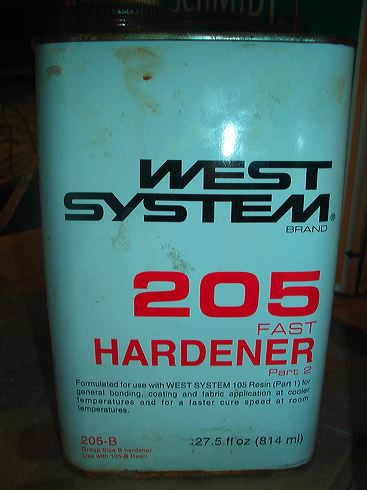 SCHMIDT
WEST
SYSTEM®
BRAND
205
FAST
HARDENER
Part 2
Formulated for use with WEST SYSTEM 105 Resin (Part 1) for
general bonding, coating and fabric application at cooler
temperatures and for a faster cure speed at room
temperatures.
205-B
Group Size B hardener
Use with 105-B Resin
27.5 fl oz (814 ml)